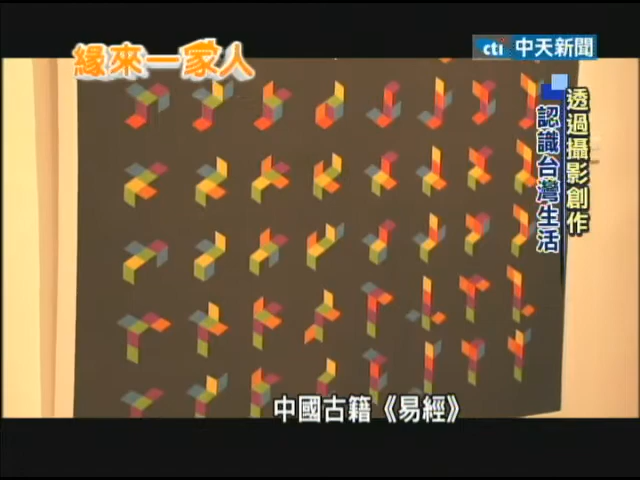 緣來一家人
cti 中天新聞
透過攝影創作
認識台灣生活
中國古籍《易經》